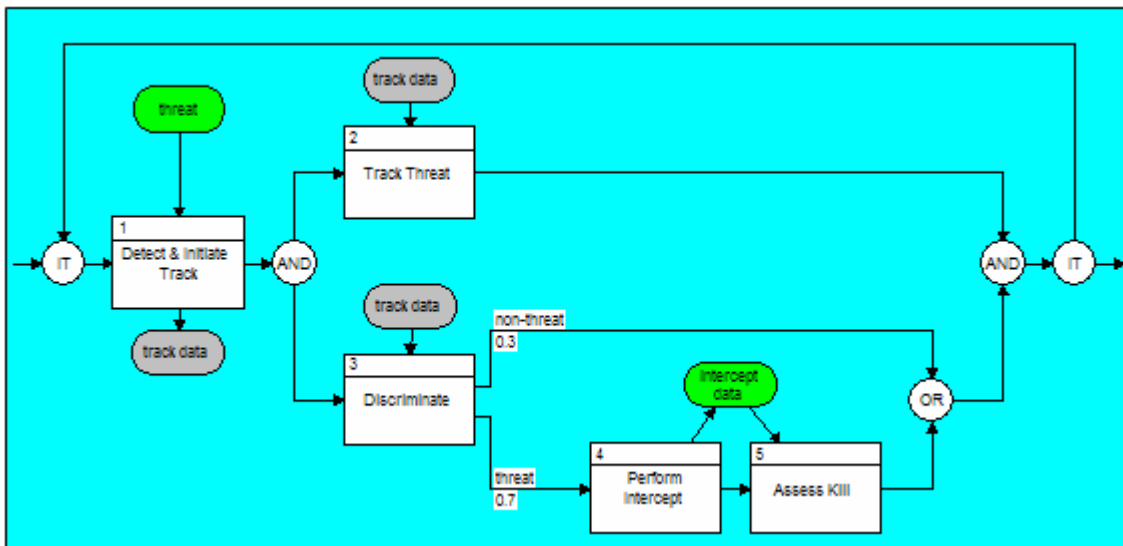 track data
threat
2
Track Threat
1
Detect & Initiate
Track
IT
AND
AND
IT
track data
track data
non-threat
0.3
3
Discriminate
Intercept
data
OR
4
Perform
Intercept
5
Assess Kill
threat
0.7